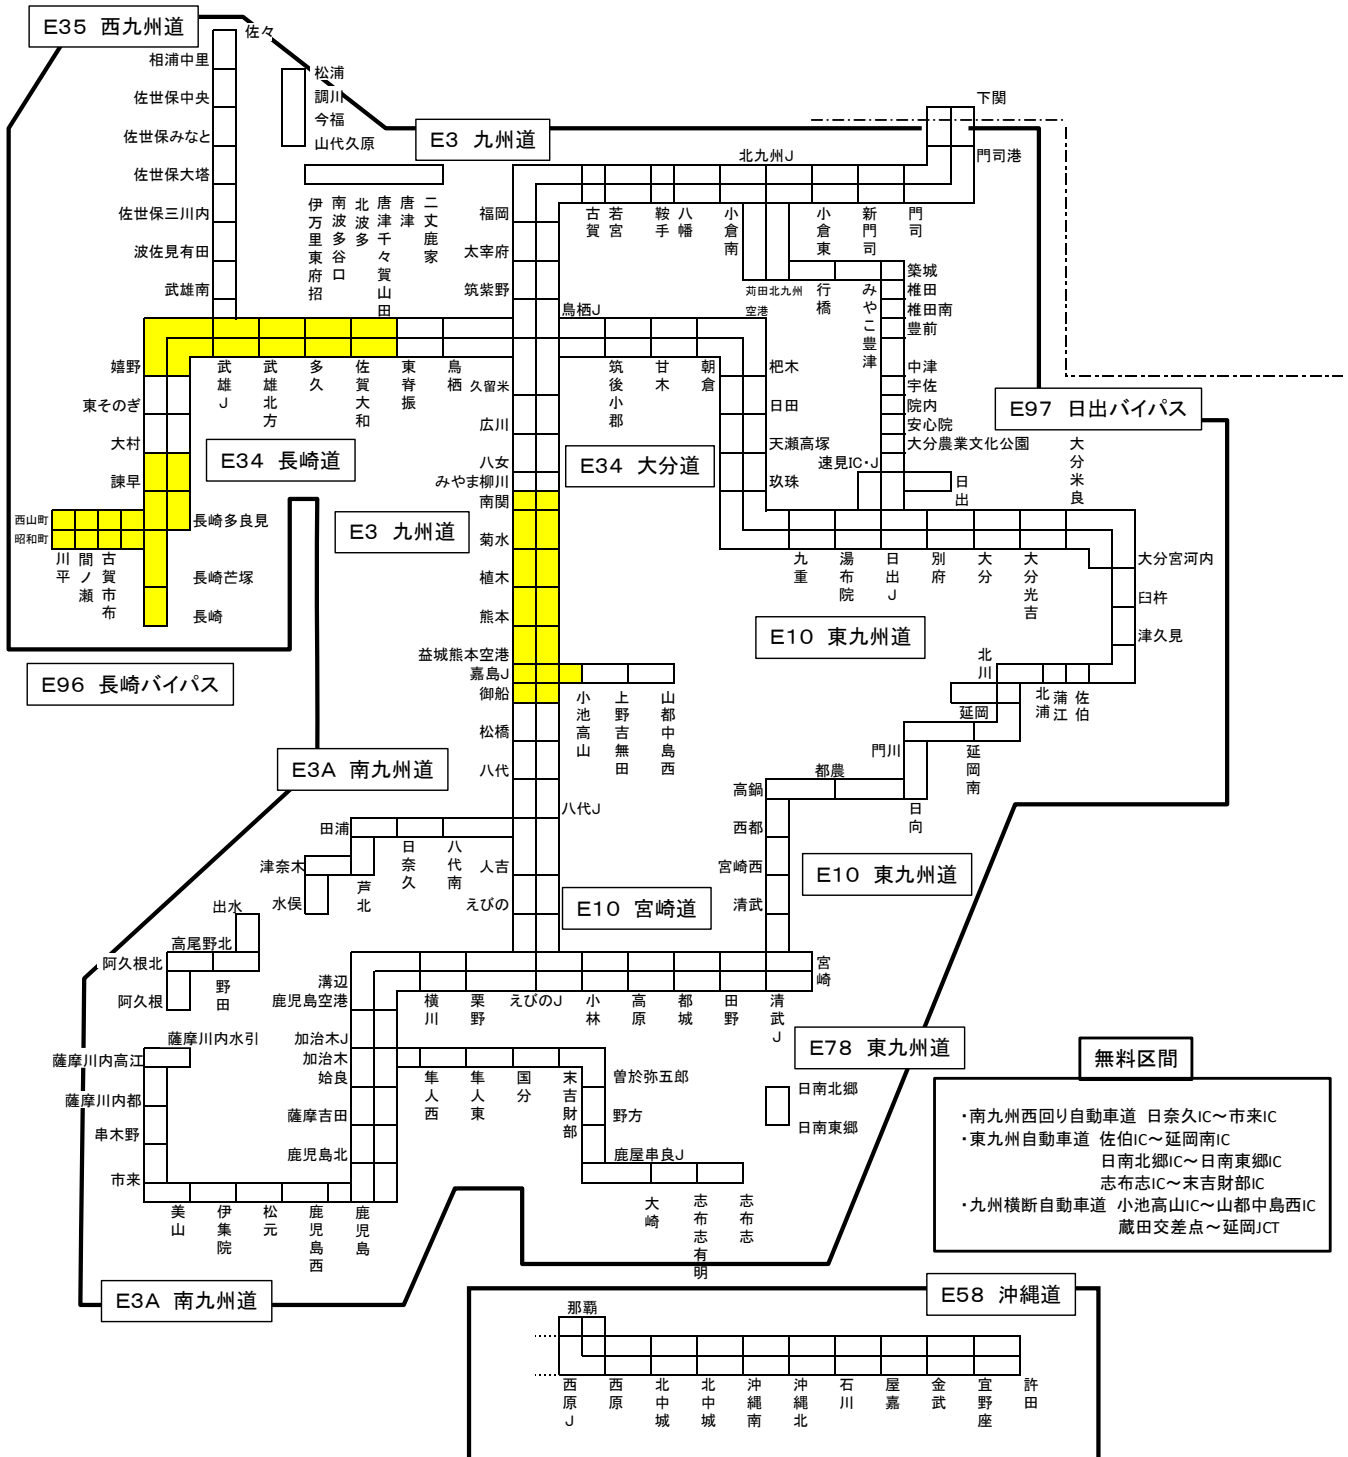 E35 西九州道
佐々
相浦中里
佐世保中央
佐世保みなと
佐世保大塔
佐世保三川内
波佐見有田
武雄南
松浦
調川
今福
山代久原
E3 九州道
下関
門司港
北九州J
伊万里東府招
南波多谷口
北波多
唐津千々賀山田
唐津
二丈鹿家
福岡
太宰府
筑紫野
古賀
若宮
鞍手
八幡
小倉南
小倉東
新門司
門司
苅田北九州
空港
行橋
みやこ豊津
築城
椎田
椎田南
豊前
中津
宇佐
院内
安心院
大分農業文化公園
速見IC・J
日出
鳥栖J
嬉野
東そのぎ
大村
諫早
武雄J
武雄北方
多久
佐賀大和
東脊振
鳥栖
久留米
広川
八女
みやま柳川
南関
菊水
植木
熊本
益城熊本空港
嘉島J
御船
松橋
八代
筑後小郡
甘木
朝倉
杷木
日田
天瀬高塚
玖珠
E97 日出バイパス
E34 長崎道
E34 大分道
E3 九州道
大分米良
西山町
昭和町
川平
間ノ瀬
古賀市布
長崎多良見
長崎芒塚
長崎
九重
湯布院
日出J
別府
大分
大分光吉
大分宮河内
臼杵
津久見
E10 東九州道
北川
延岡
北浦
蒲江
佐伯
延岡南
門川
日向
都農
高鍋
西都
宮崎西
清武
E10 東九州道
E96 長崎バイパス
小池高山
上野吉無田
山都中島西
E3A 南九州道
八代J
田浦
津奈木
水俣
芦北
日奈久
八代南
人吉
えびの
E10 宮崎道
出水
高尾野北
阿久根北
阿久根
野田
溝辺
鹿児島空港
横川
栗野
えびのJ
小林
高原
都城
田野
清武J
宮崎
加治木J
加治木
姶良
薩摩吉田
鹿児島北
薩摩川内水引
薩摩川内高江
薩摩川内都
串木野
市来
隼人西
隼人東
国分
末吉財部
曽於弥五郎
野方
鹿屋串良J
大崎
志布志有明
志布志
E78 東九州道
日南北郷
日南東郷
美山
伊集院
松元
鹿児島西
鹿児島
E3A 南九州道
無料区間
・南九州西回り自動車道 日奈久IC～市来IC
・東九州自動車道 佐伯IC～延岡南IC
日南北郷IC～日南東郷IC
志布志IC～末吉財部IC
・九州横断自動車道 小池高山IC～山都中島西IC
蔵田交差点～延岡JCT
E58 沖縄道
那覇
西原J
西原
北中城
北中城
沖縄南
沖縄北
石川
屋嘉
金武
宜野座
許田